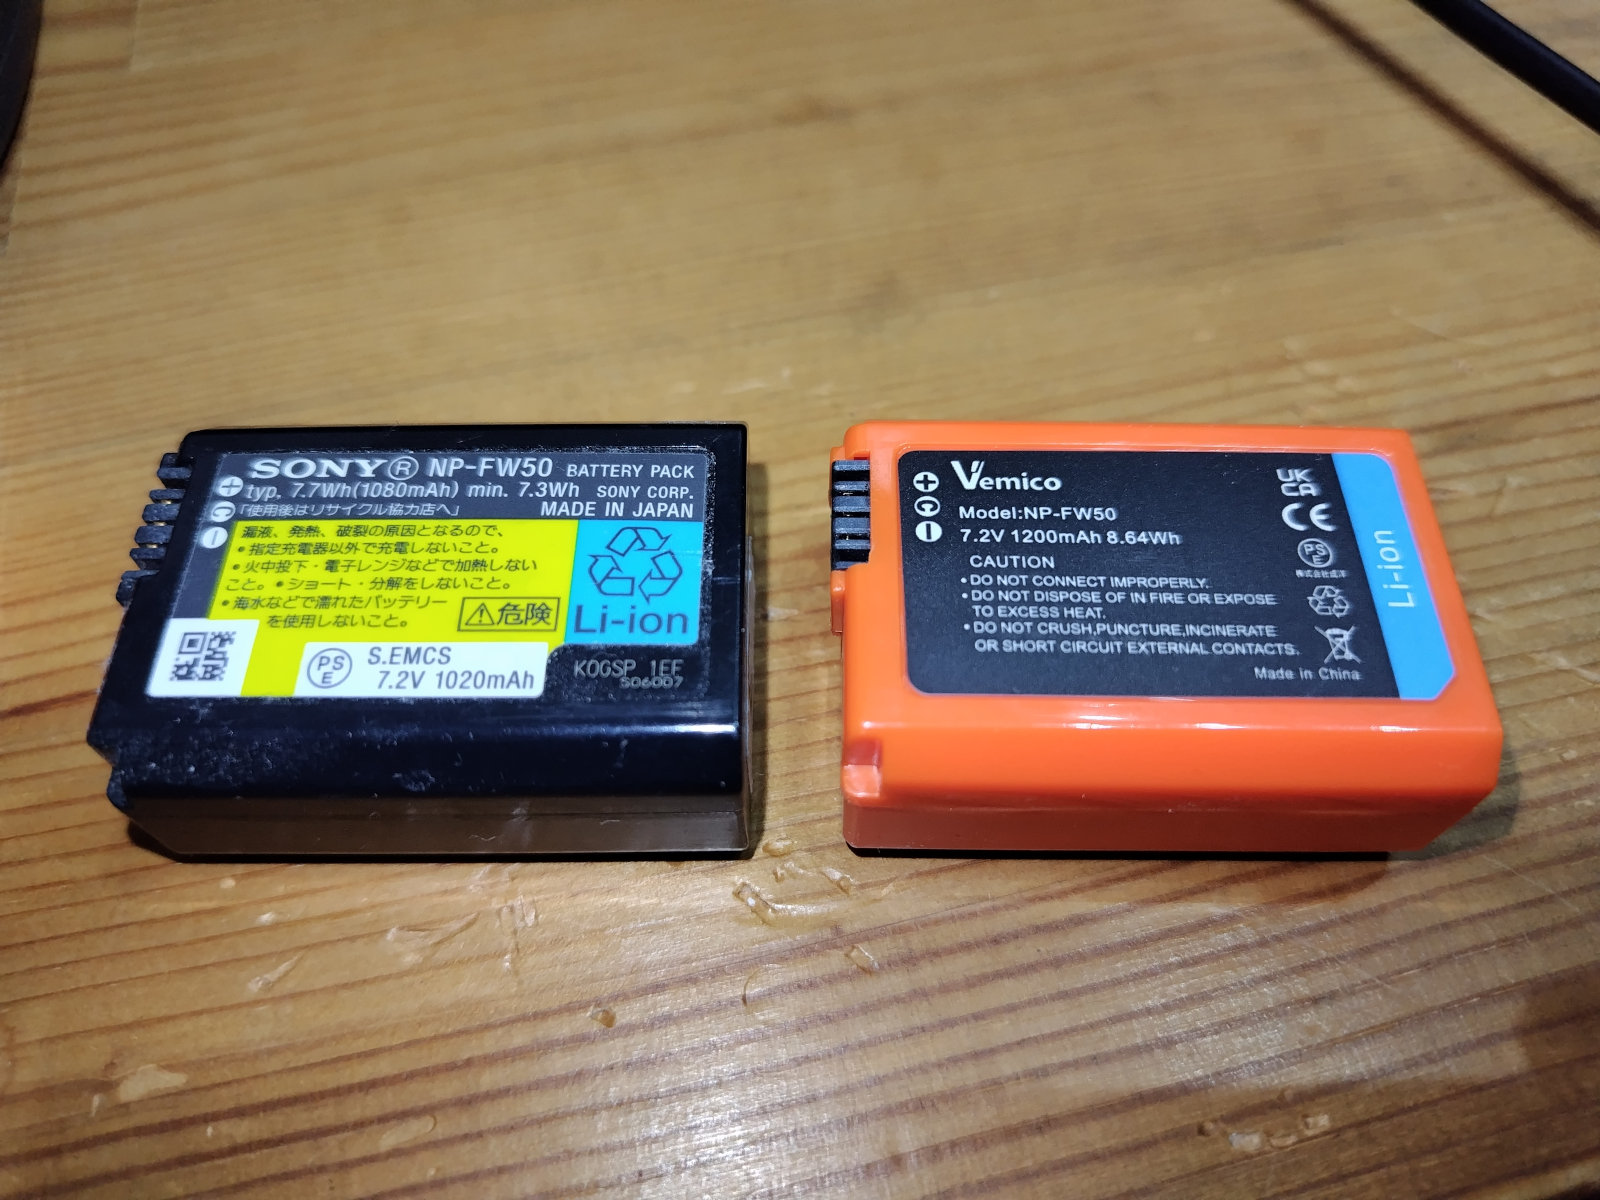 SONY® NP-FW50 BATTERY PACK
typ. 7.7Wh(1080mAh) min. 7.3Wh SONY CORP.
「使用後はリサイクル協力店へ」 MADE IN JAPAN
漏液、発熱、破裂の原因となるので、
•指定充電器以外で充電しないこと。
•火中投下・電子レンジなどで加熱しない
こと。•ショート・分解をしないこと。
•海水などで濡れたバッテリー
を使用しないこと。
⚠危険
Li-ion
PS
E
S.EMCS
7.2V 1020mAh
K0GSP 1EF
S06007
Vemico
Model:NP-FW50
7.2V 1200mAh 8.64Wh
CAUTION
•DO NOT CONNECT IMPROPERLY.
•DO NOT DISPOSE OF IN FIRE OR EXPOSE
TO EXCESS HEAT.
•DO NOT CRUSH,PUNCTURE,INCINERATE
OR SHORT CIRCUIT EXTERNAL CONTACTS.
Made in China
UK
CA
CE
PS
E
Li-ion